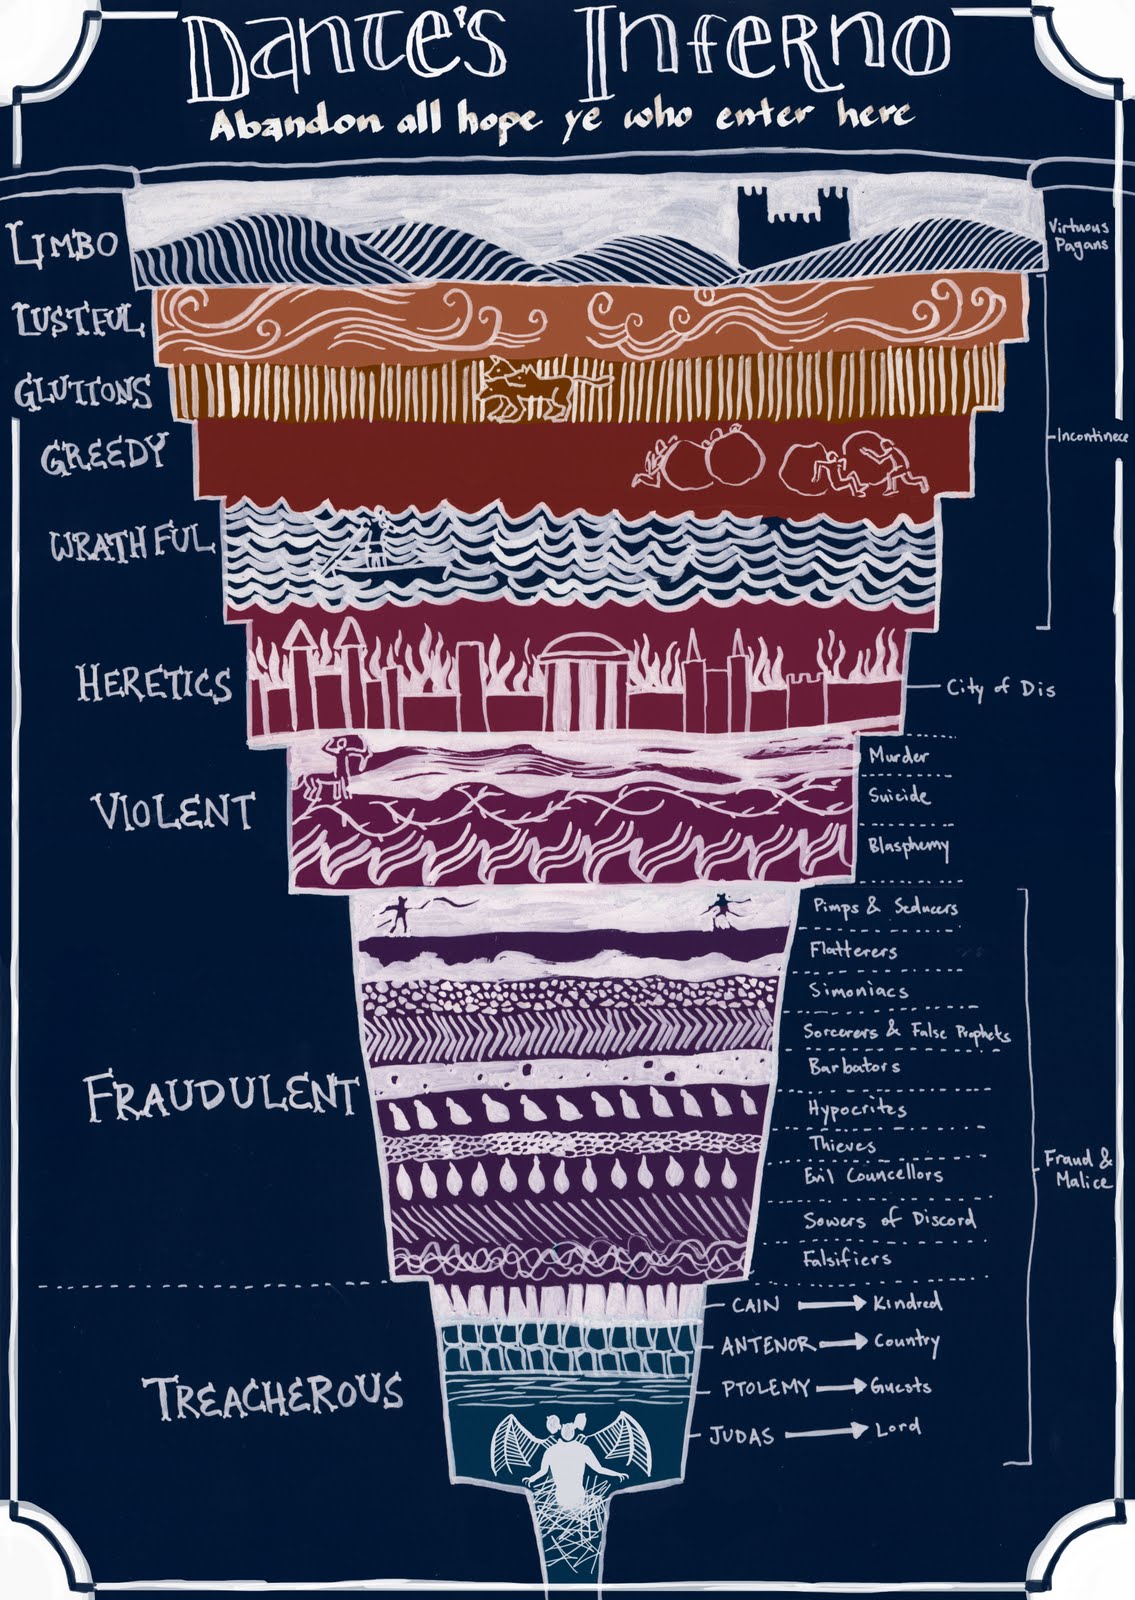 Dante's Inferno
Abandon all hope ye who enter here
LIMBO
Virtuous
Pagans
LUSTFUL
GLUTTONS
GREEDY
Incontinece
WRATHFUL
HERETICS
City of Dis
VIOLENT
Murder
Suicide
Blasphemy
FRAUDULENT
Pimps & Seducers
Flatterers
Simoniacs
Sorcerers & False Prophets
Barbators
Hypocrites
Thieves
Evil Councellors
Sowers of Discord
Falsifiers
Fraud &
Malice
TREACHEROUS
CAIN → Kindred
ANTENOR → Country
PTOLEMY → Guests
JUDAS → Lord